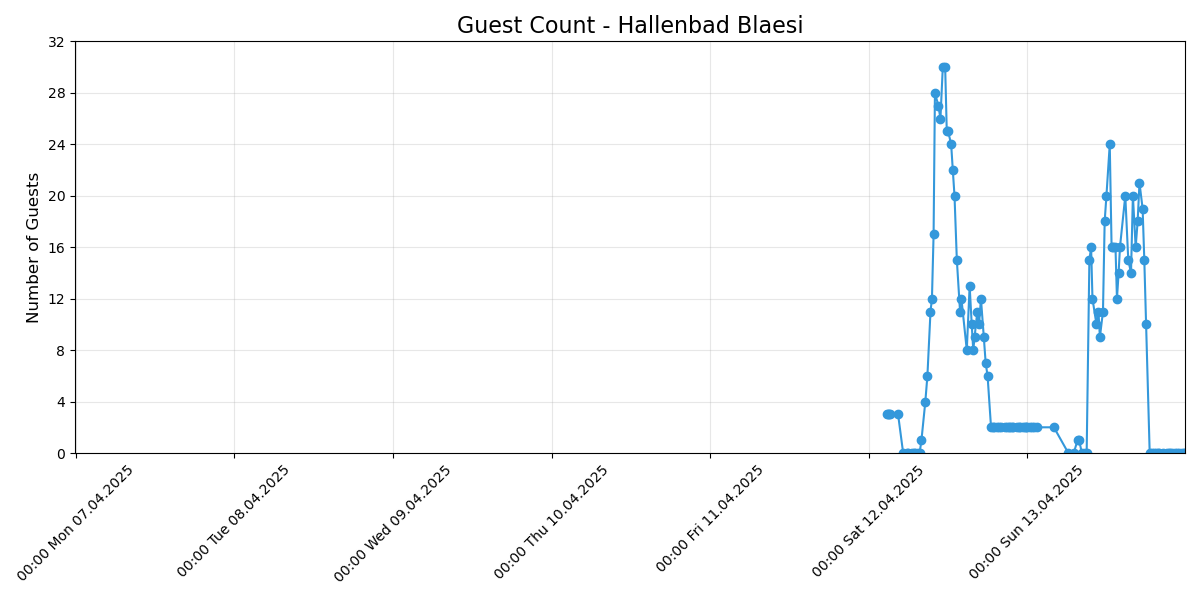 Guest Count - Hallenbad Blaesi
Number of Guests
32
28
24
20
16
12
8
4
0
00:00 Mon 07.04.2025
00:00 Tue 08.04.2025
00:00 Wed 09.04.2025
00:00 Thu 10.04.2025
00:00 Fri 11.04.2025
00:00 Sat 12.04.2025
00:00 Sun 13.04.2025